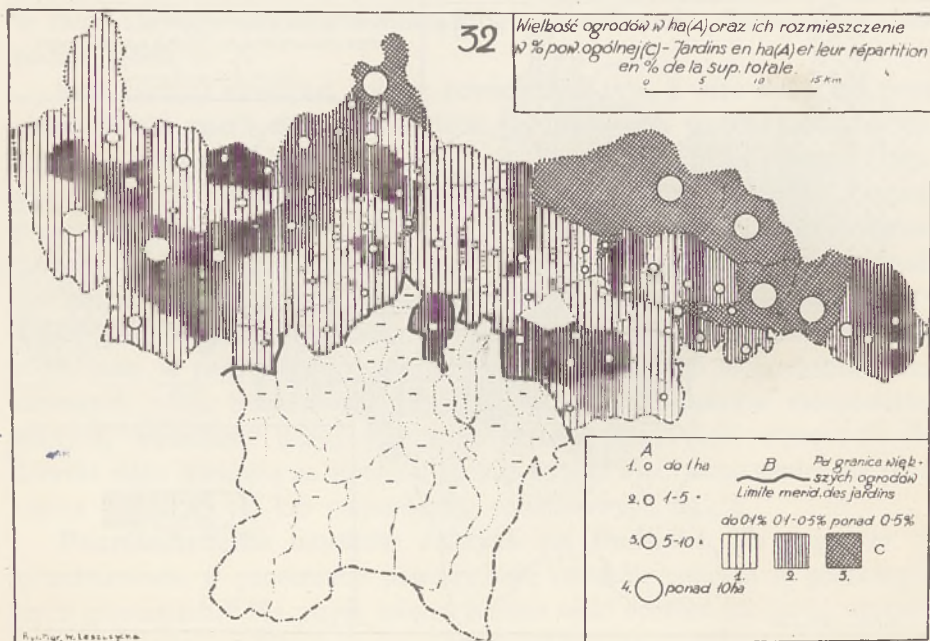 32
Wielkość ogrodów w ha (A) oraz ich rozmieszczenie
w % pow. ogólnej (C) - Jardins en ha (A) et leur répartition
en % de la sup. totale.
0 5 10 15 km
A
1. do 1 ha
2. 1-5 "
3. 5-10 "
4. ponad 10 ha
B Pd granica więk-
szych ogrodów
Limite merid. des jardins
do 0·1% 0·1-0·5% ponad 0·5%
C
1. 2. 3.
W. Leszczycka